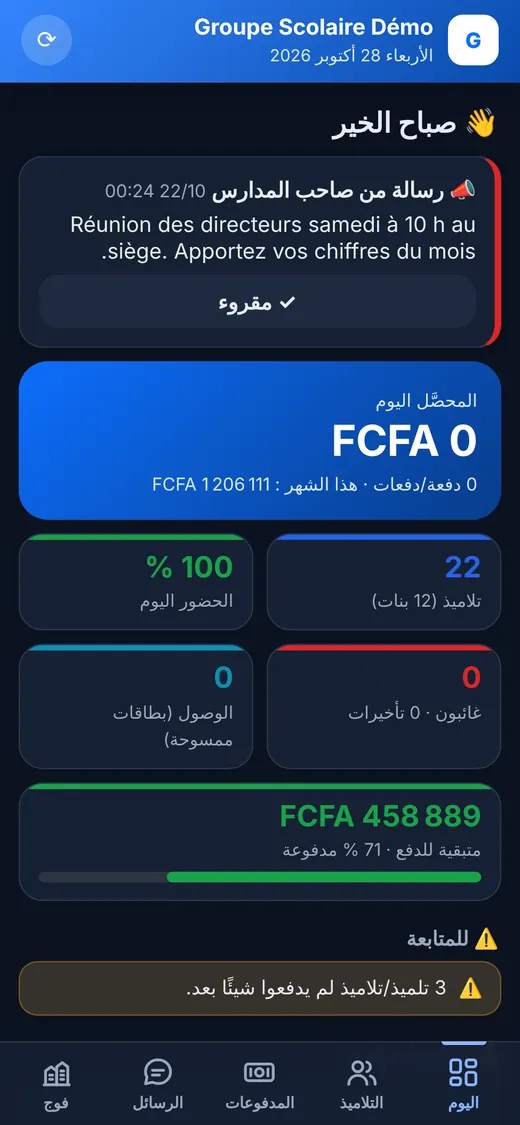 Groupe Scolaire Démo
G
الأربعاء 28 أكتوبر 2026
👋 صباح الخير
📣 رسالة من صاحب المدارس 22/10 00:24
Réunion des directeurs samedi à 10 h au
siège. Apportez vos chiffres du mois.
✓ مقروء
المحصَّل اليوم
0 FCFA
0 دفعة/دفعات · هذا الشهر : 111 206 1 FCFA
22
تلاميذ (12 بنات)
100 %
الحضور اليوم
0
غائبون · 0 تأخيرات
0
الوصول (بطاقات
ممسوحة)
458 889 FCFA
متبقية للدفع · 71 % مدفوعة
⚠️ للمتابعة
⚠️ 3 تلميذ/تلاميذ لم يدفعوا شيئًا بعد.
اليوم
التلاميذ
المدفوعات
الرسائل
فوج